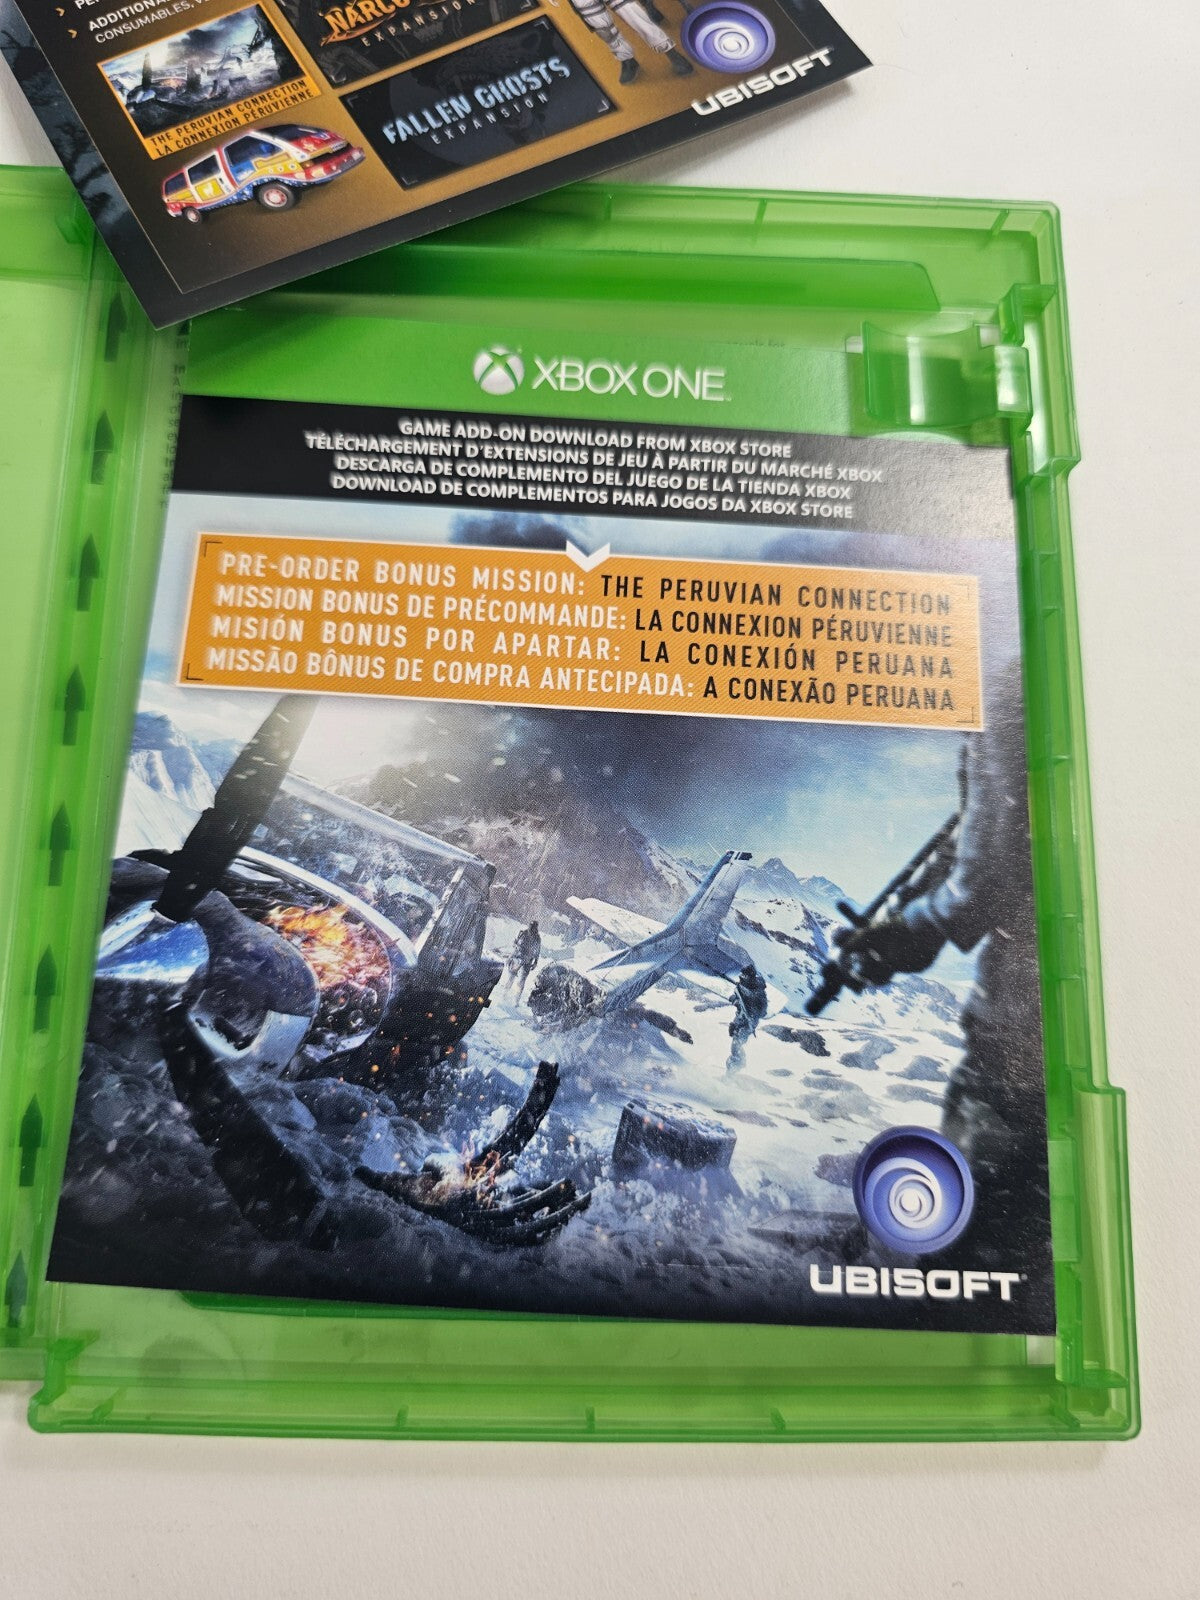 ADDITIONAL
CONSUMABLES, V
NARCO
EXPANSION
FALLEN GHOSTS
EXPANSION
THE PERUVIAN CONNECTION
LA CONNEXION PÉRUVIENNE
UBISOFT
XBOX ONE
GAME ADD-ON DOWNLOAD FROM XBOX STORE
TÉLÉCHARGEMENT D'EXTENSIONS DE JEU À PARTIR DU MARCHÉ XBOX
DESCARGA DE COMPLEMENTO DEL JUEGO DE LA TIENDA XBOX
DOWNLOAD DE COMPLEMENTOS PARA JOGOS DA XBOX STORE
PRE-ORDER BONUS MISSION: THE PERUVIAN CONNECTION
MISSION BONUS DE PRÉCOMMANDE: LA CONNEXION PÉRUVIENNE
MISIÓN BONUS POR APARTAR: LA CONEXIÓN PERUANA
MISSÃO BÔNUS DE COMPRA ANTECIPADA: A CONEXÃO PERUANA
UBISOFT